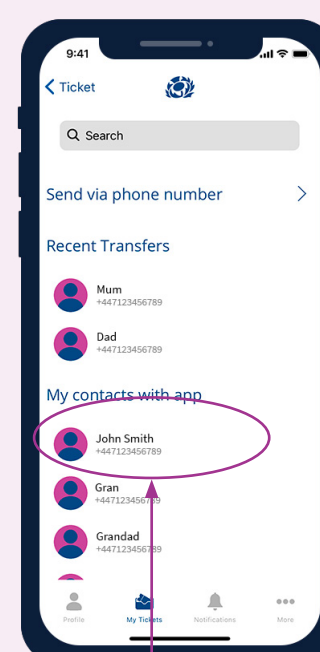 9:41
Ticket
Search
Send via phone number
Recent Transfers
Mum
+447123456789
Dad
+447123456789
My contacts with app
John Smith
+447123456789
Gran
+447123456789
Grandad
+447123456789
Profile My Tickets Notifications More